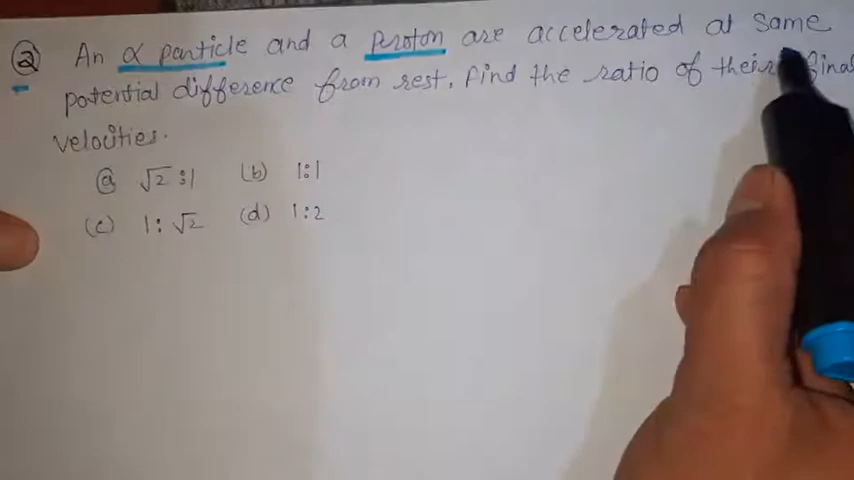 ② An α particle and a proton are accelerated at same
potential difference from rest. Find the ratio of their final
velocities.
ⓐ √2 : 1 (b) 1:1
(c) 1 : √2 (d) 1:2